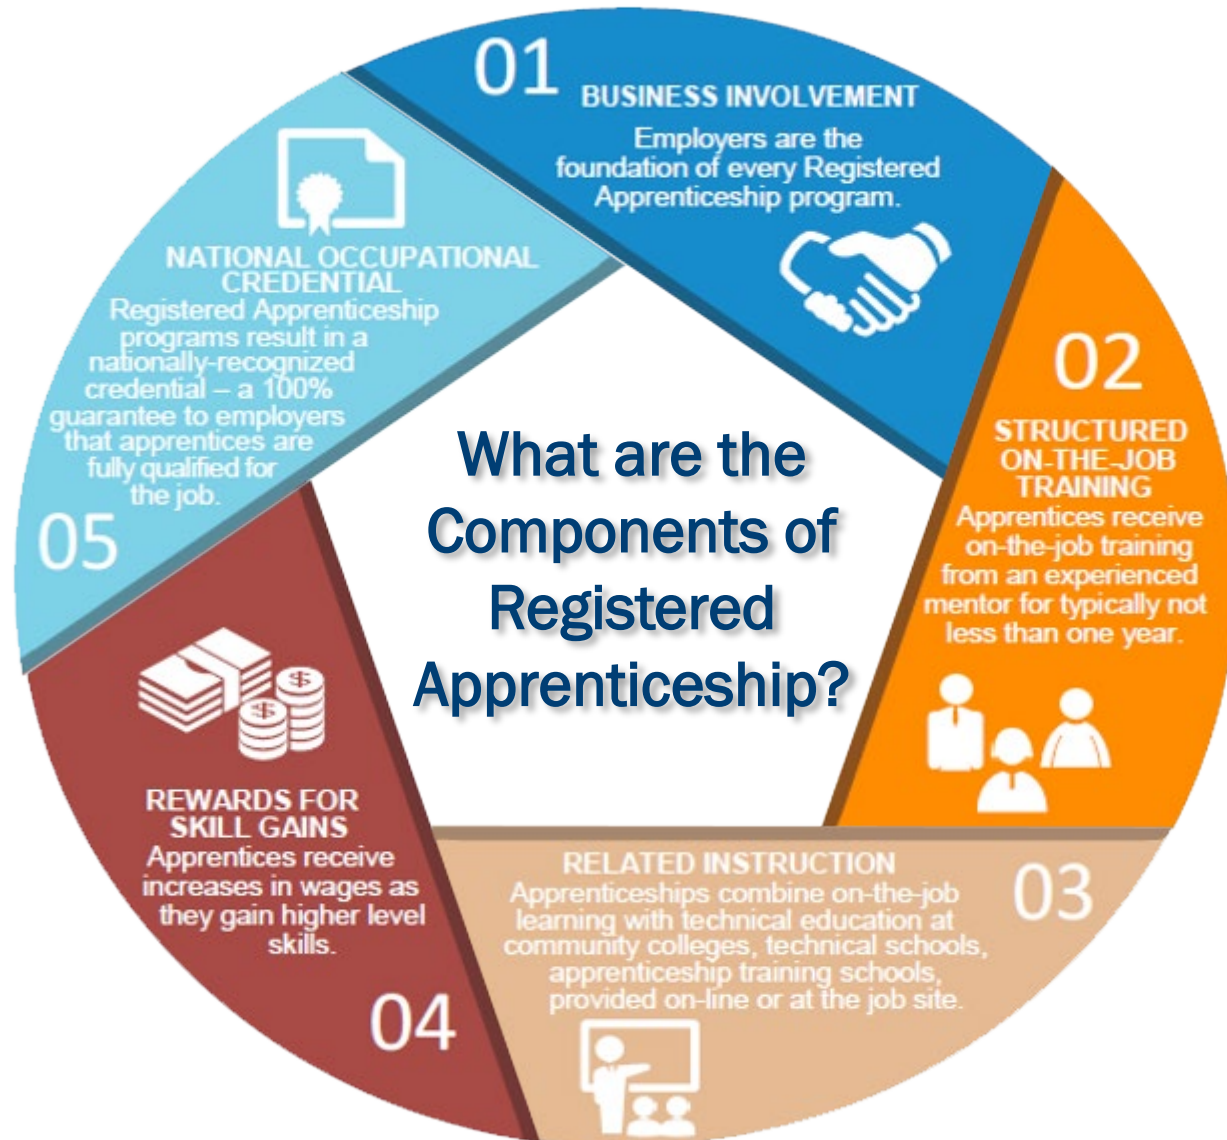 What are the
Components of
Registered
Apprenticeship?
01
BUSINESS INVOLVEMENT
Employers are the
foundation of every Registered
Apprenticeship program.
02
STRUCTURED
ON-THE-JOB
TRAINING
Apprentices receive
on-the-job training
from an experienced
mentor for typically not
less than one year.
03
RELATED INSTRUCTION
Apprenticeships combine on-the-job
learning with technical education at
community colleges, technical schools,
apprenticeship training schools,
provided on-line or at the job site.
04
REWARDS FOR
SKILL GAINS
Apprentices receive
increases in wages as
they gain higher level
skills.
$
$
05
NATIONAL OCCUPATIONAL
CREDENTIAL
Registered Apprenticeship
programs result in a
nationally-recognized
credential – a 100%
guarantee to employers
that apprentices are
fully qualified for
the job.